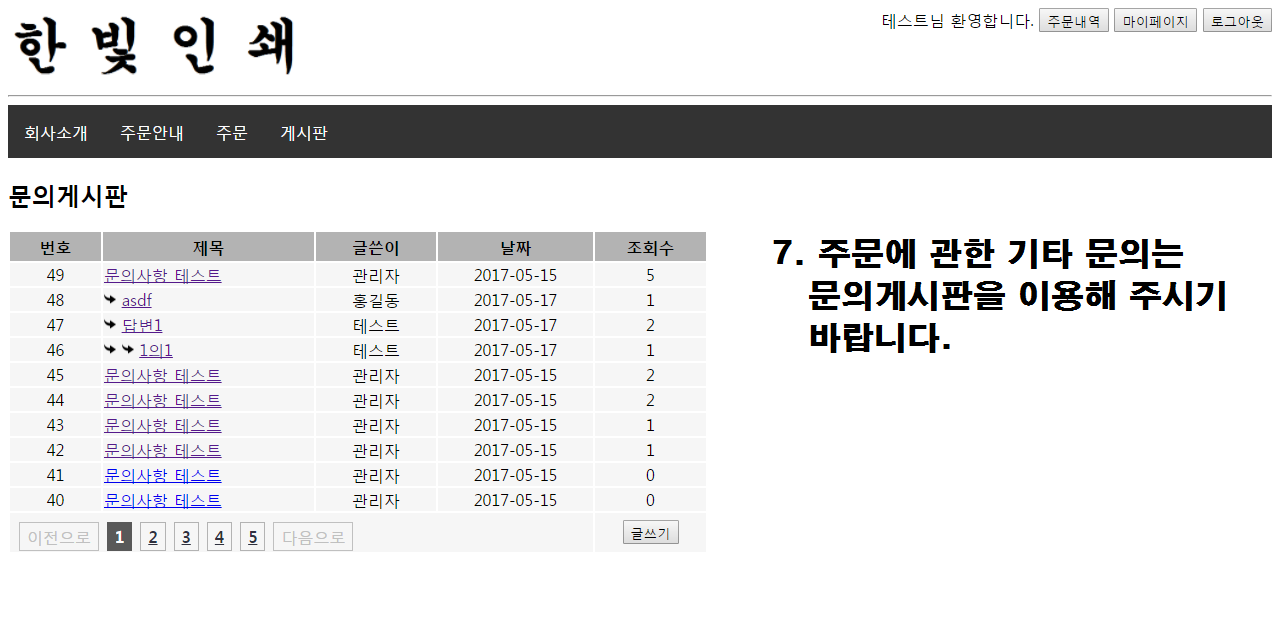 한 빛 인 쇄
테스트님 환영합니다. 주문내역 마이페이지 로그아웃
회사소개 주문안내 주문 게시판
문의게시판
번호 제목 글쓴이 날짜 조회수
49 문의사항 테스트 관리자 2017-05-15 5
48 asdf 홍길동 2017-05-17 1
47 답변1 테스트 2017-05-17 2
46 1의1 테스트 2017-05-17 1
45 문의사항 테스트 관리자 2017-05-15 2
44 문의사항 테스트 관리자 2017-05-15 2
43 문의사항 테스트 관리자 2017-05-15 1
42 문의사항 테스트 관리자 2017-05-15 1
41 문의사항 테스트 관리자 2017-05-15 0
40 문의사항 테스트 관리자 2017-05-15 0
이전으로 1 2 3 4 5 다음으로 글쓰기
7. 주문에 관한 기타 문의는
문의게시판을 이용해 주시기
바랍니다.